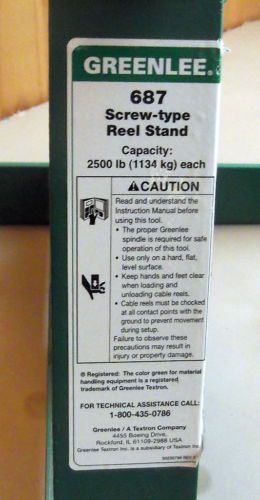 GREENLEE®
687
Screw-type
Reel Stand
Capacity:
2500 lb (1134 kg) each
⚠CAUTION
Read and understand the
Instruction Manual before
using this tool.
• The proper Greenlee
spindle is required for safe
operation of this tool.
• Use only on a hard, flat,
level surface.
• Keep hands and feet clear
when loading and
unloading cable reels.
• Cable reels must be chocked
at all contact points with the
ground to prevent movement
during setup.
Failure to observe these
precautions may result in
injury or property damage.
® Registered: The color green for material
handling equipment is a registered
trademark of Greenlee Textron.
FOR TECHNICAL ASSISTANCE CALL:
1-800-435-0786
Greenlee / A Textron Company
4455 Boeing Drive,
Rockford, IL 61109-2988 USA
Greenlee Textron Inc. is a subsidiary of Textron Inc.